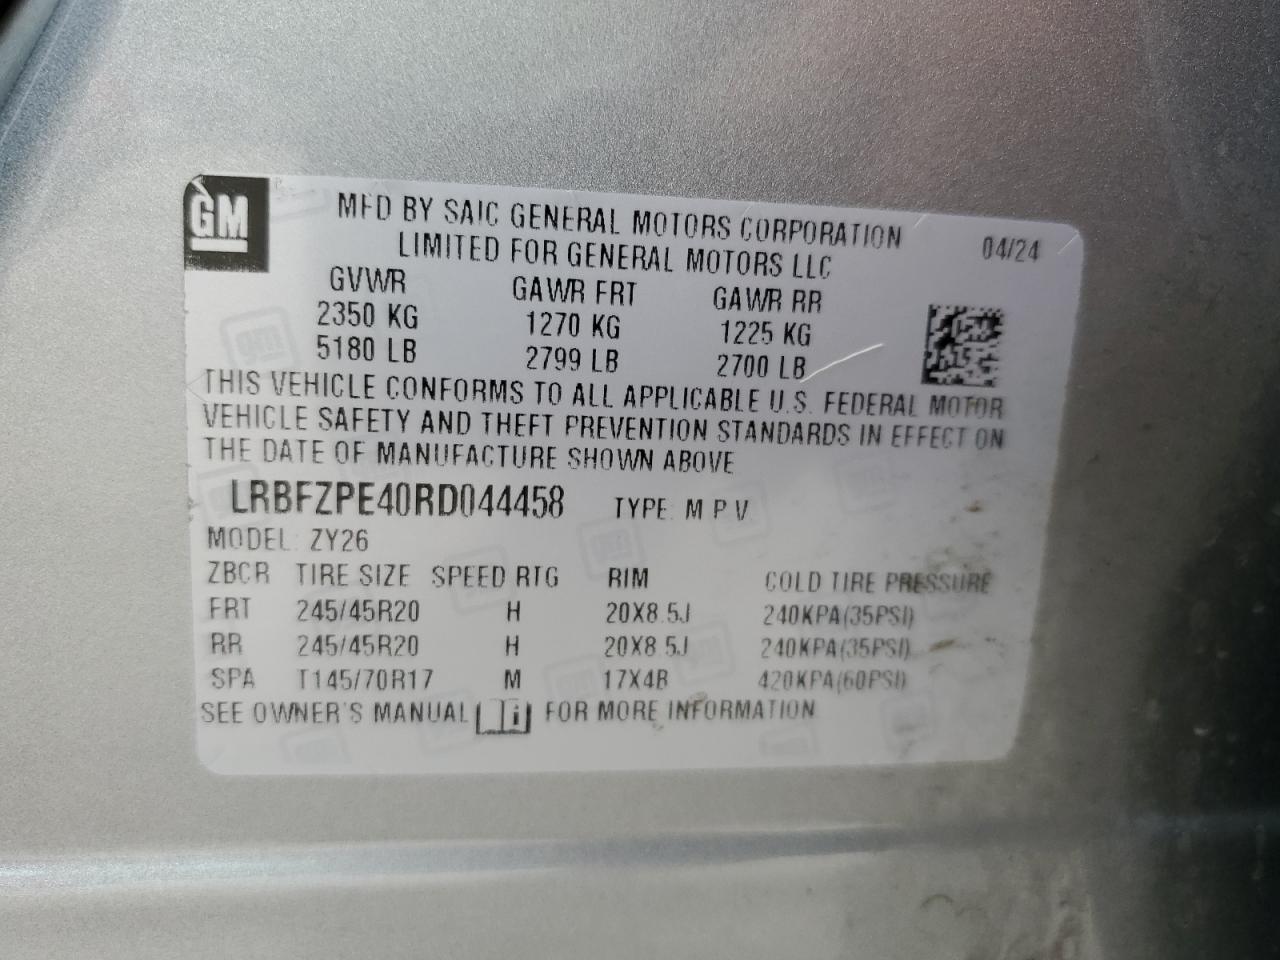 GM
MFD BY SAIC GENERAL MOTORS CORPORATION 04/24
LIMITED FOR GENERAL MOTORS LLC
GVWR GAWR FRT GAWR RR
2350 KG 1270 KG 1225 KG
5180 LB 2799 LB 2700 LB
THIS VEHICLE CONFORMS TO ALL APPLICABLE U.S. FEDERAL MOTOR
VEHICLE SAFETY AND THEFT PREVENTION STANDARDS IN EFFECT ON
THE DATE OF MANUFACTURE SHOWN ABOVE
LRBFZPE40RD044458 TYPE: M P V
MODEL: ZY26
ZBCR TIRE SIZE SPEED RTG RIM COLD TIRE PRESSURE
FRT 245/45R20 H 20X8.5J 240KPA(35PSI)
RR 245/45R20 H 20X8.5J 240KPA(35PSI)
SPA T145/70R17 M 17X4B 420KPA(60PSI)
SEE OWNER'S MANUAL i FOR MORE INFORMATION